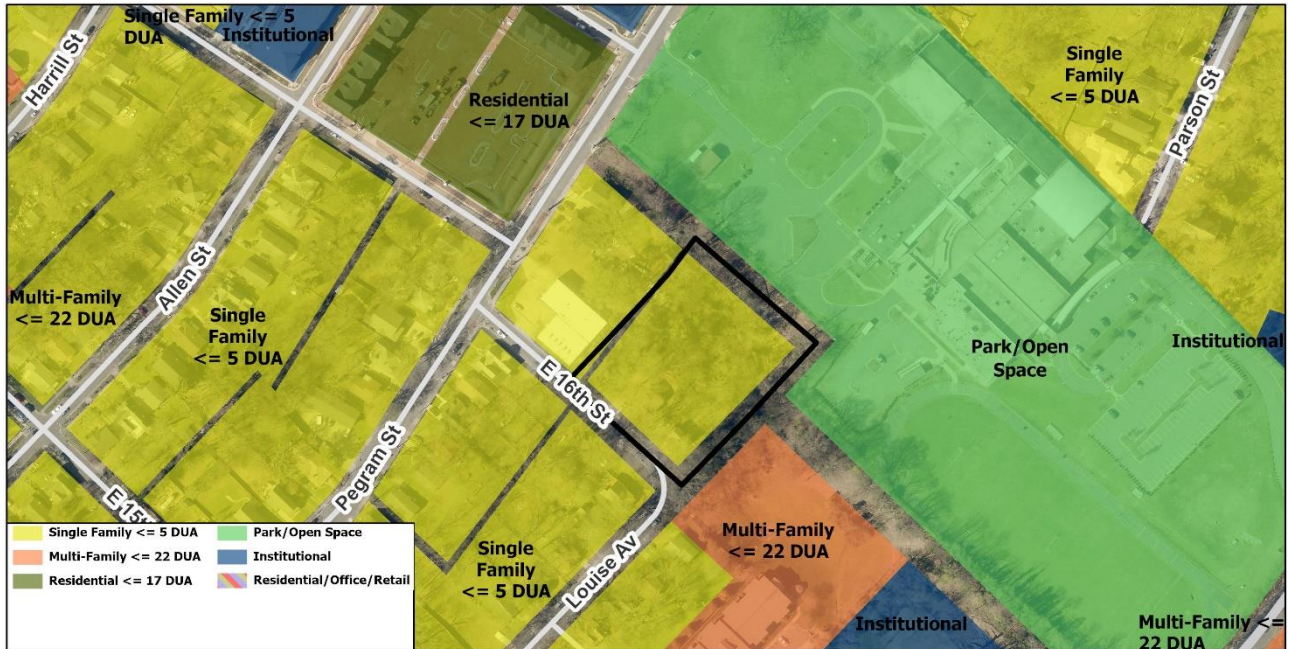 Single Family <= 5
DUA
Institutional
Harrill St
Residential
<= 17 DUA
Single
Family
<= 5 DUA
Parson St
Allen St
Multi-Family
<= 22 DUA
Single
Family
<= 5 DUA
Park/Open
Space
Institutional
E 16th St
Pegram St
E 15th
Multi-Family
<= 22 DUA
Single
Family
<= 5 DUA
Louise Av
Institutional
Multi-Family <=
22 DUA
Single Family <= 5 DUA
Park/Open Space
Multi-Family <= 22 DUA
Institutional
Residential <= 17 DUA
Residential/Office/Retail